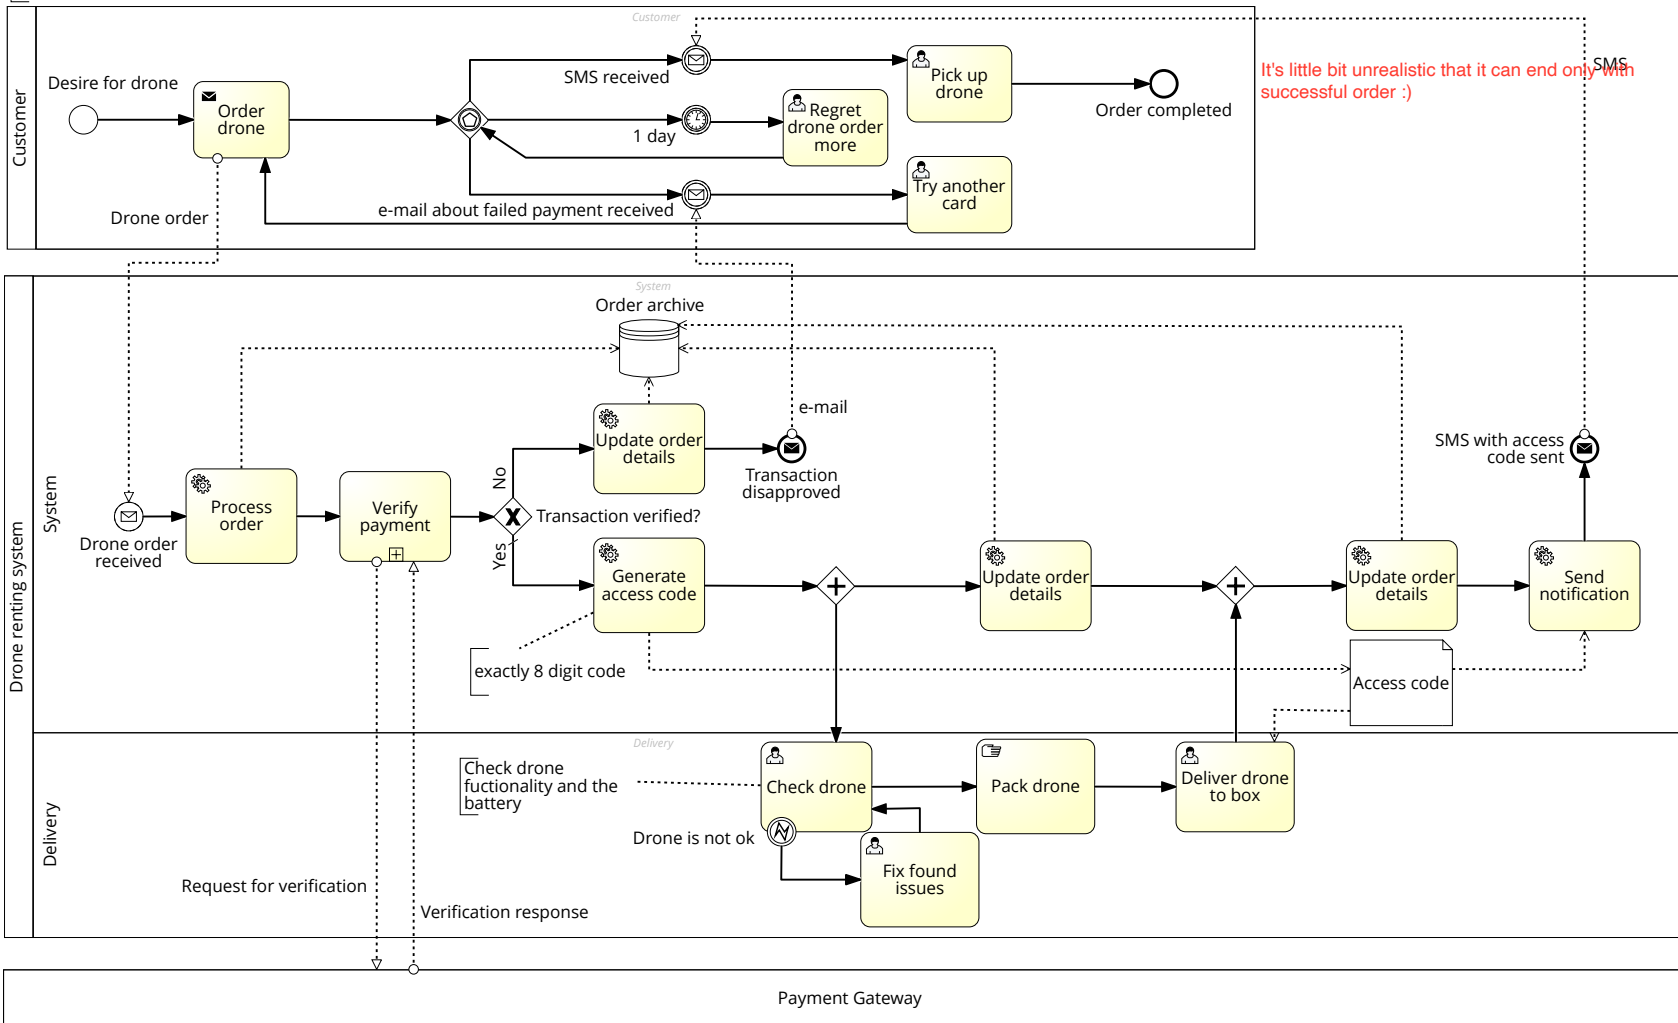 Customer
Customer
Desire for drone
Order
drone
SMS received
Pick up
drone
Order completed
1 day
Regret
drone order
more
e-mail about failed payment received
Try another
card
Drone order
SMS
It's little bit unrealistic that it can end only with
successful order :)
Drone renting system
System
System
Order archive
Drone order
received
Process
order
Verify
payment
No
Yes
Transaction verified?
Update order
details
e-mail
Transaction
disapproved
Generate
access code
exactly 8 digit code
Update order
details
Update order
details
SMS with access
code sent
Send
notification
Access code
Delivery
Delivery
Check drone
fuctionality and the
battery
Check drone
Drone is not ok
Fix found
issues
Pack drone
Deliver drone
to box
Request for verification
Verification response
Payment Gateway